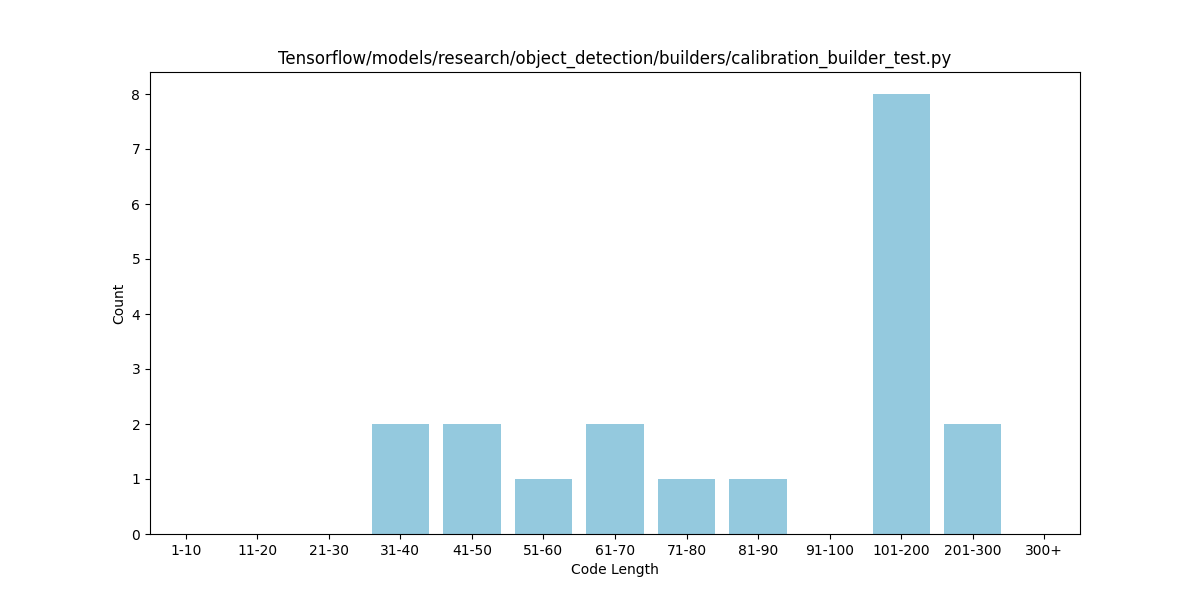 Tensorflow/models/research/object_detection/builders/calibration_builder_test.py
8
7
6
5
4
3
2
1
0
Count
1-10 11-20 21-30 31-40 41-50 51-60 61-70 71-80 81-90 91-100 101-200 201-300 300+
Code Length